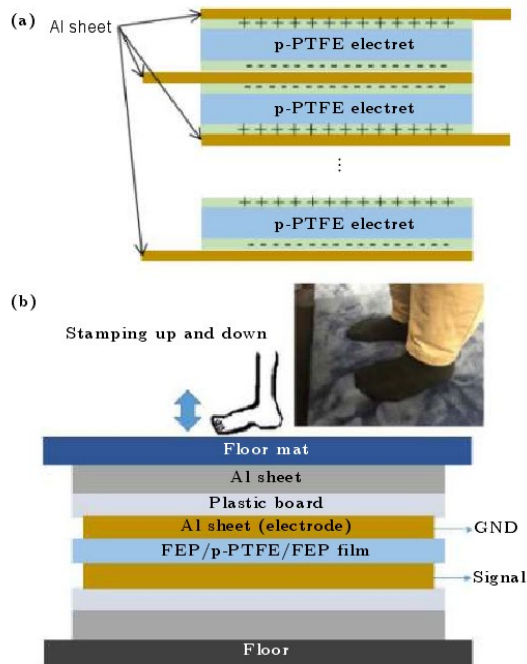 (a)
Al sheet
p-PTFE electret
p-PTFE electret
⋮
p-PTFE electret
(b)
Stamping up and down
Floor mat
Al sheet
Plastic board
Al sheet (electrode)
GND
FEP/p-PTFE/FEP film
Signal
Floor